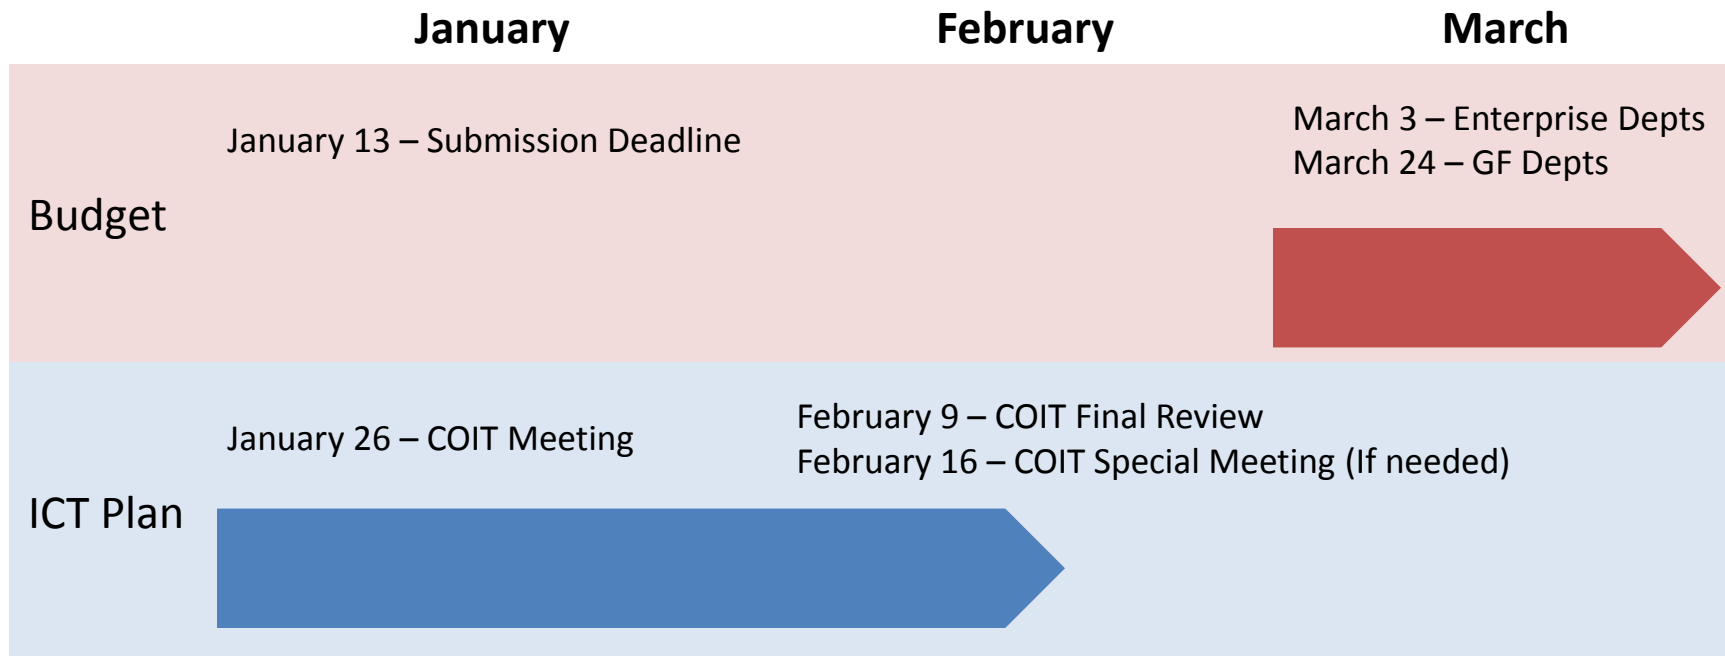 January
February
March
Budget
January 13 – Submission Deadline
March 3 – Enterprise Depts
March 24 – GF Depts
ICT Plan
January 26 – COIT Meeting
February 9 – COIT Final Review
February 16 – COIT Special Meeting (If needed)